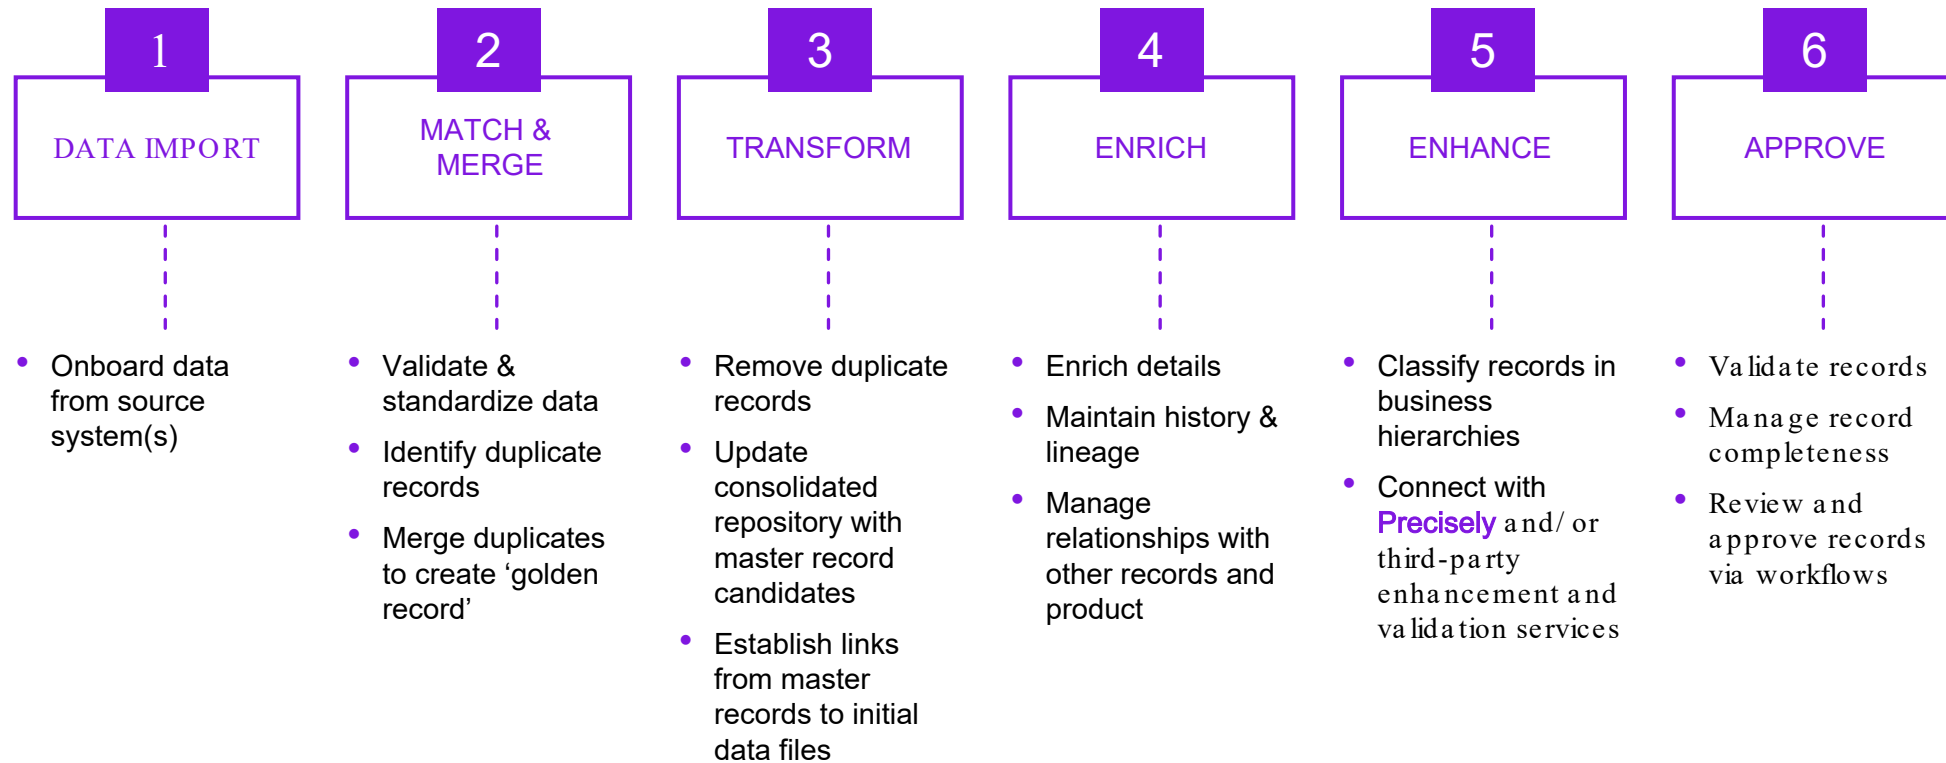 1
DATA IMPORT
• Onboard data
from source
system(s)
2
MATCH &
MERGE
• Validate &
standardize data
• Identify duplicate
records
• Merge duplicates
to create ‘golden
record’
3
TRANSFORM
• Remove duplicate
records
• Update
consolidated
repository with
master record
candidates
• Establish links
from master
records to initial
data files
4
ENRICH
• Enrich details
• Maintain history &
lineage
• Manage
relationships with
other records and
product
5
ENHANCE
• Classify records in
business
hierarchies
• Connect with
Precisely and/or
third-party
enhancement and
validation services
6
APPROVE
• Validate records
• Manage record
completeness
• Review and
approve records
via workflows